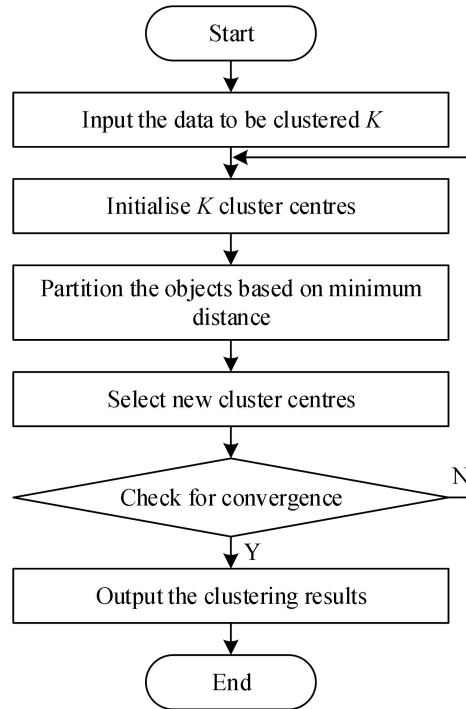 Start
Input the data to be clustered K
Initialise K cluster centres
Partition the objects based on minimum
distance
Select new cluster centres
Check for convergence
N
Y
Output the clustering results
End